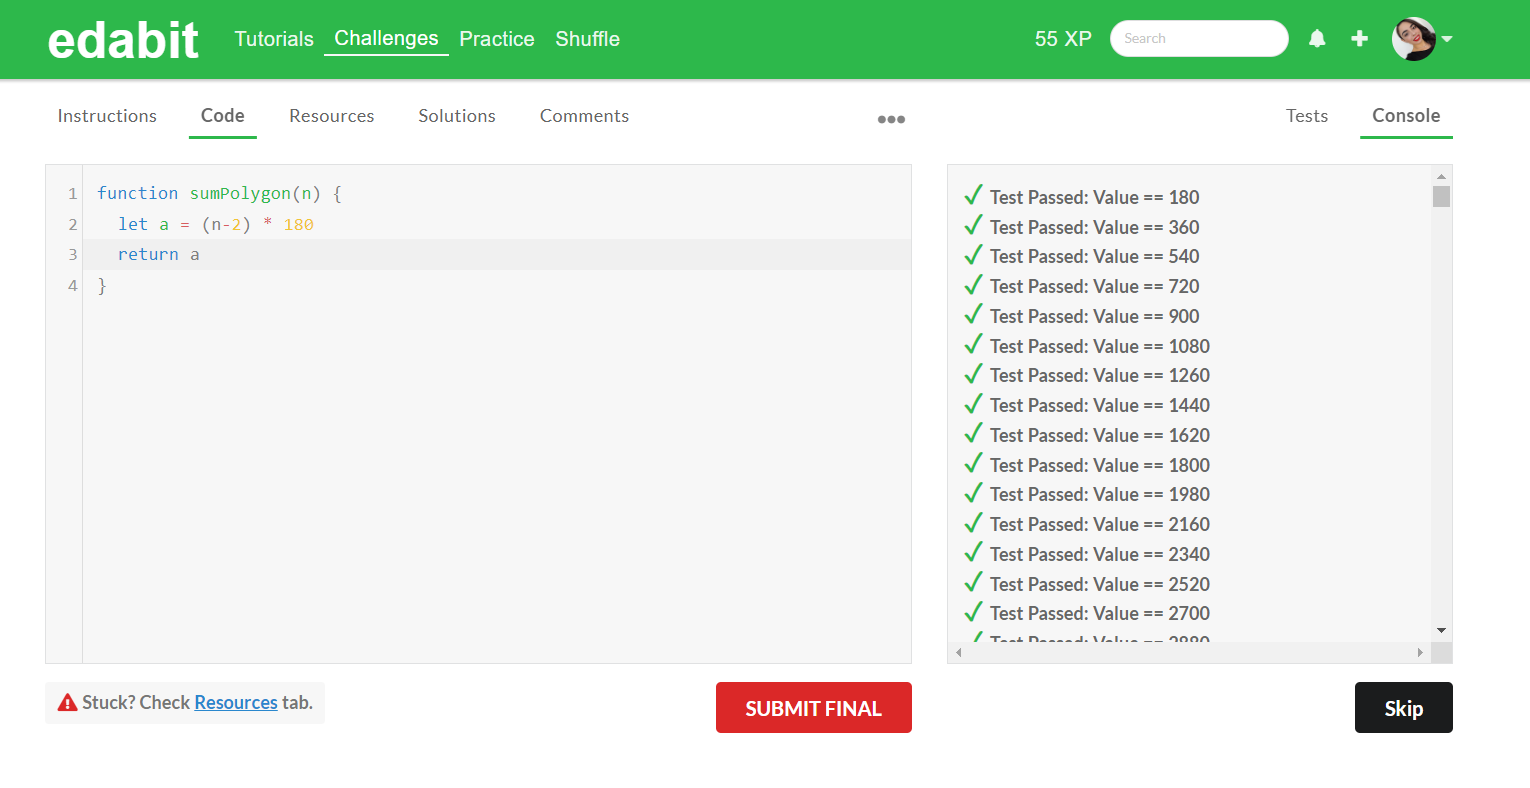 edabit Tutorials Challenges Practice Shuffle 55 XP Search
Instructions Code Resources Solutions Comments Tests Console
1 function sumPolygon(n) {
2 let a = (n-2) * 180
3 return a
4 }
Test Passed: Value == 180
Test Passed: Value == 360
Test Passed: Value == 540
Test Passed: Value == 720
Test Passed: Value == 900
Test Passed: Value == 1080
Test Passed: Value == 1260
Test Passed: Value == 1440
Test Passed: Value == 1620
Test Passed: Value == 1800
Test Passed: Value == 1980
Test Passed: Value == 2160
Test Passed: Value == 2340
Test Passed: Value == 2520
Test Passed: Value == 2700
Test Passed: Value == 2880
Stuck? Check Resources tab.
SUBMIT FINAL
Skip